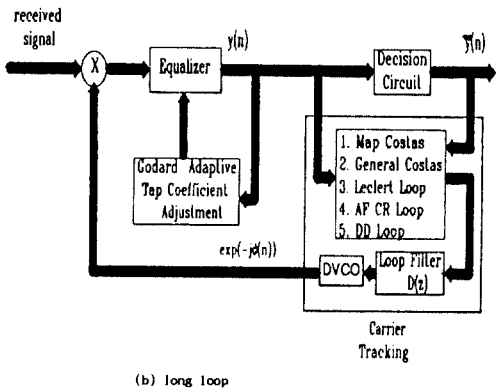 received
signal
X
Equalizer
y(n)
Decision
Circuit
y̅(n)
Godard Adaptive
Tap Coefficient
Adjustment
1. Map Costas
2. General Costas
3. Leclert Loop
4. AF CR Loop
5. DD Loop
exp(-jφ(n))
DVCO
Loop Filter
D(z)
Carrier
Tracking
(b) long loop